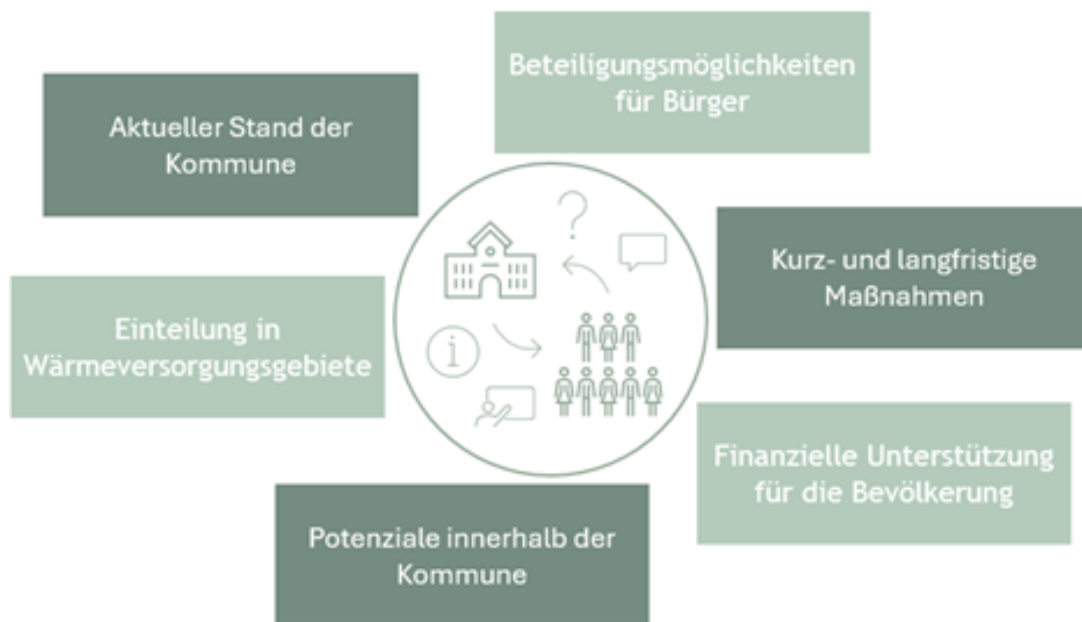 Beteiligungsmöglichkeiten
für Bürger
Aktueller Stand der
Kommune
Kurz- und langfristige
Maßnahmen
Einteilung in
Wärmeversorgungsgebiete
Finanzielle Unterstützung
für die Bevölkerung
Potenziale innerhalb der
Kommune